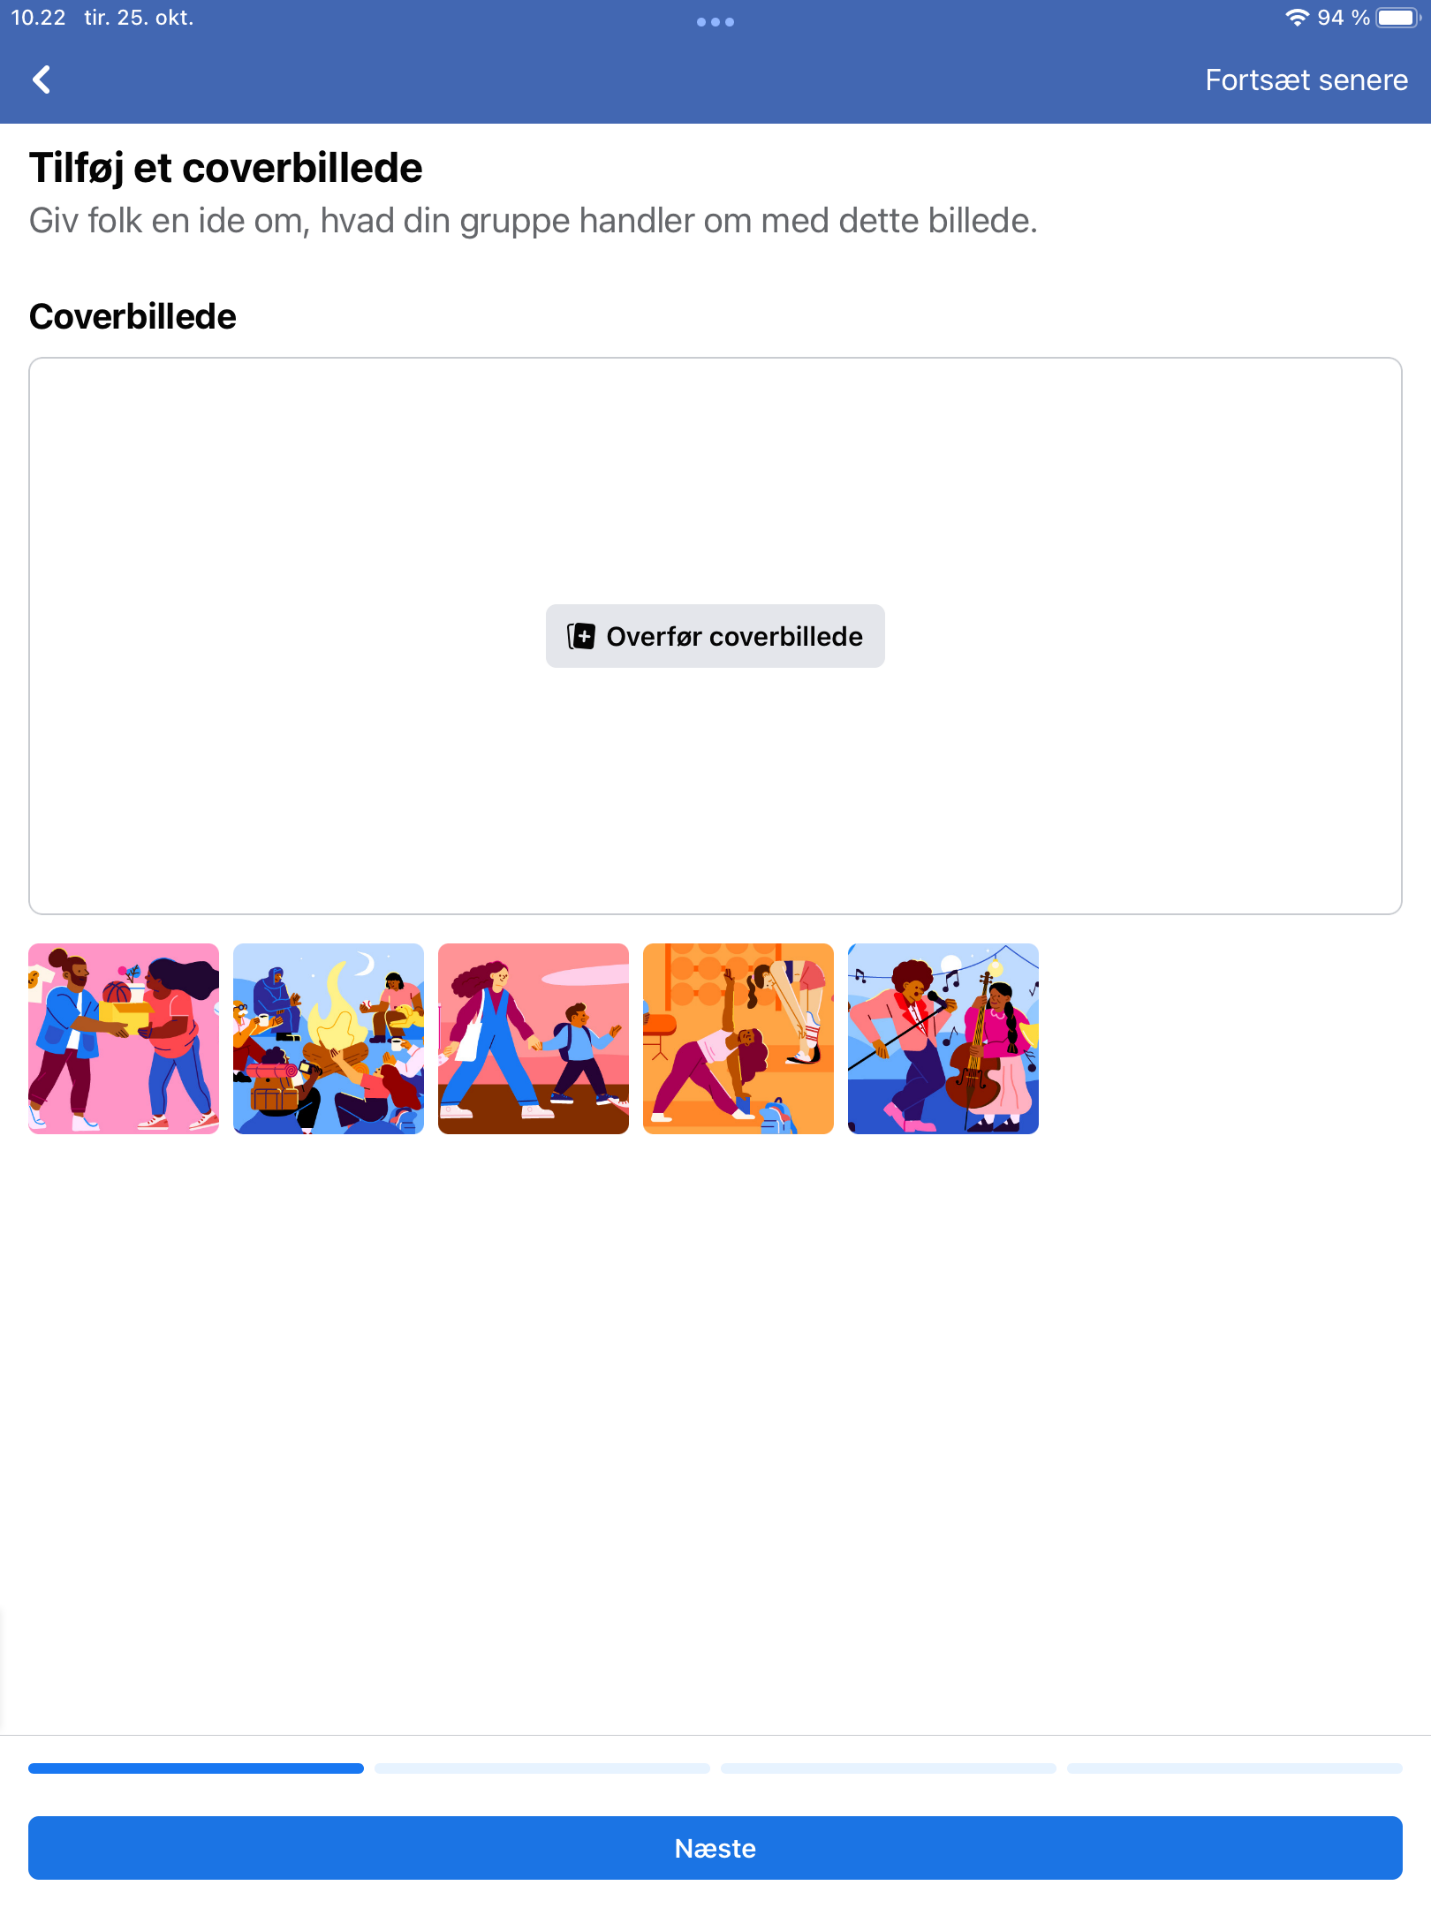 10.22 tir. 25. okt.
94 %
Fortsæt senere
Tilføj et coverbillede
Giv folk en ide om, hvad din gruppe handler om med dette billede.
Coverbillede
Overfør coverbillede
Næste